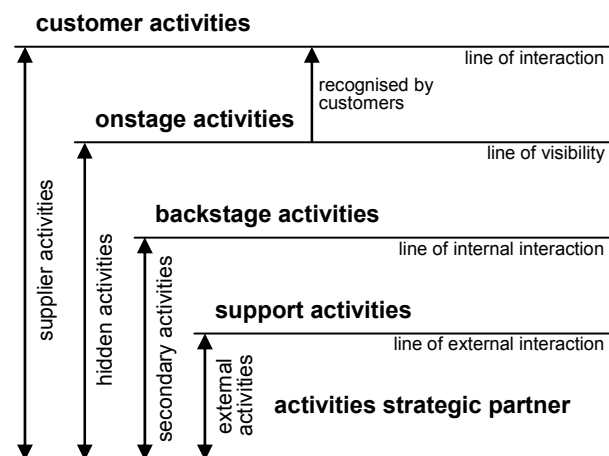 customer activities
line of interaction
recognised by
customers
onstage activities
line of visibility
backstage activities
line of internal interaction
support activities
line of external interaction
activities strategic partner
supplier activities
hidden activities
secondary activities
external
activities